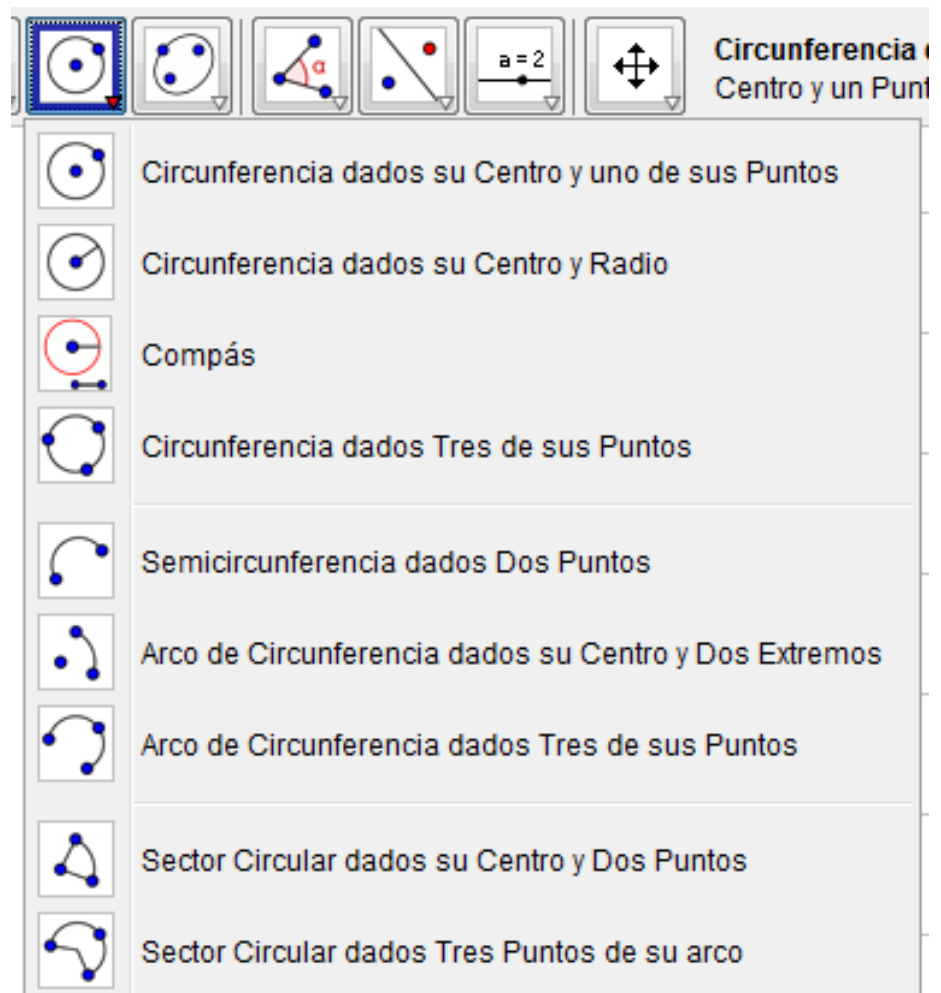 α
a = 2
Circunferencia
Centro y un
Circunferencia dados su Centro y uno de sus Puntos
Circunferencia dados su Centro y Radio
Compás
Circunferencia dados Tres de sus Puntos
Semicircunferencia dados Dos Puntos
Arco de Circunferencia dados su Centro y Dos Extremos
Arco de Circunferencia dados Tres de sus Puntos
Sector Circular dados su Centro y Dos Puntos
Sector Circular dados Tres Puntos de su arco